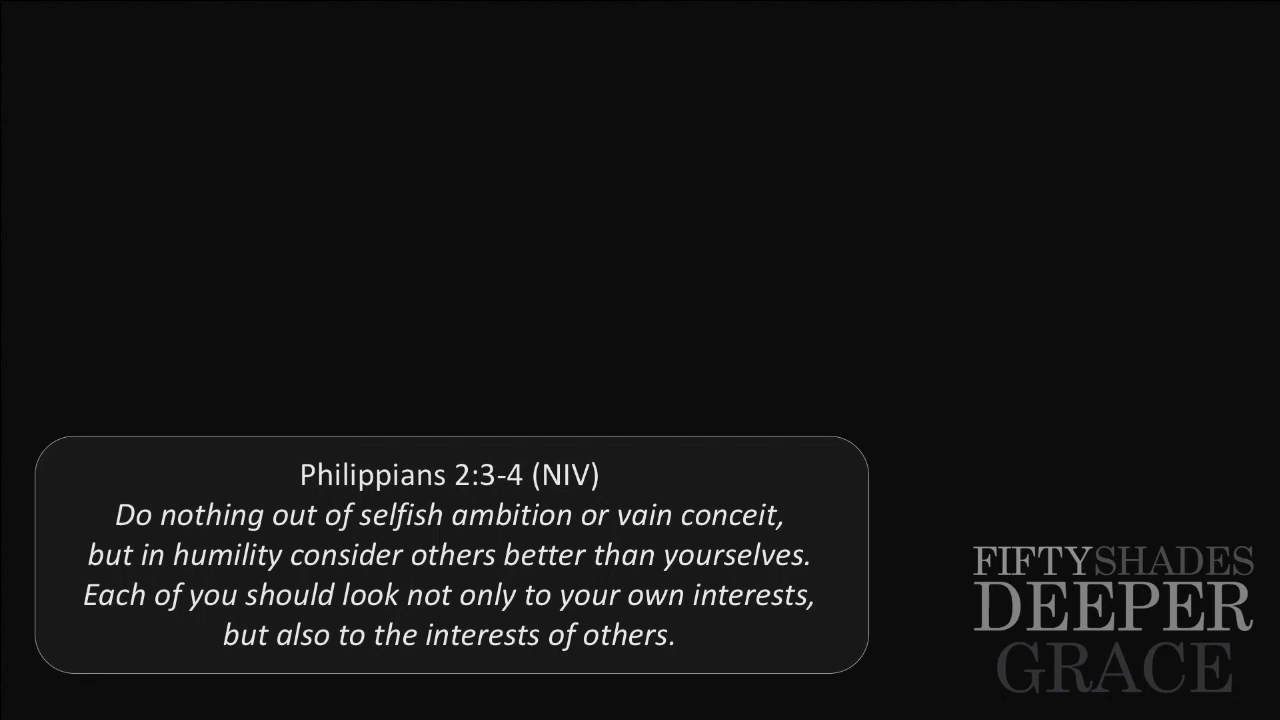 Philippians 2:3-4 (NIV)
Do nothing out of selfish ambition or vain conceit,
but in humility consider others better than yourselves.
Each of you should look not only to your own interests,
but also to the interests of others.
FIFTYSHADES
DEEPER
GRACE